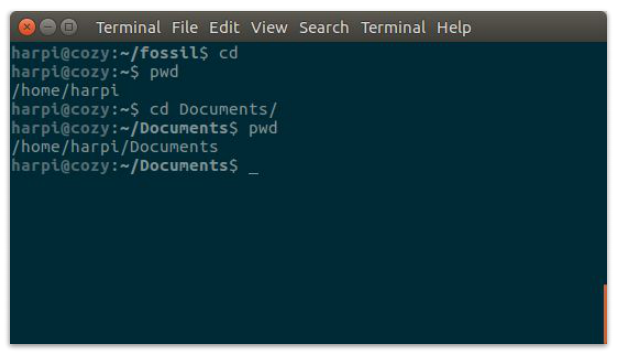 Terminal File Edit View Search Terminal Help
harpi@cozy:~/fossil$ cd
harpi@cozy:~$ pwd
/home/harpi
harpi@cozy:~$ cd Documents/
harpi@cozy:~/Documents$ pwd
/home/harpi/Documents
harpi@cozy:~/Documents$ _